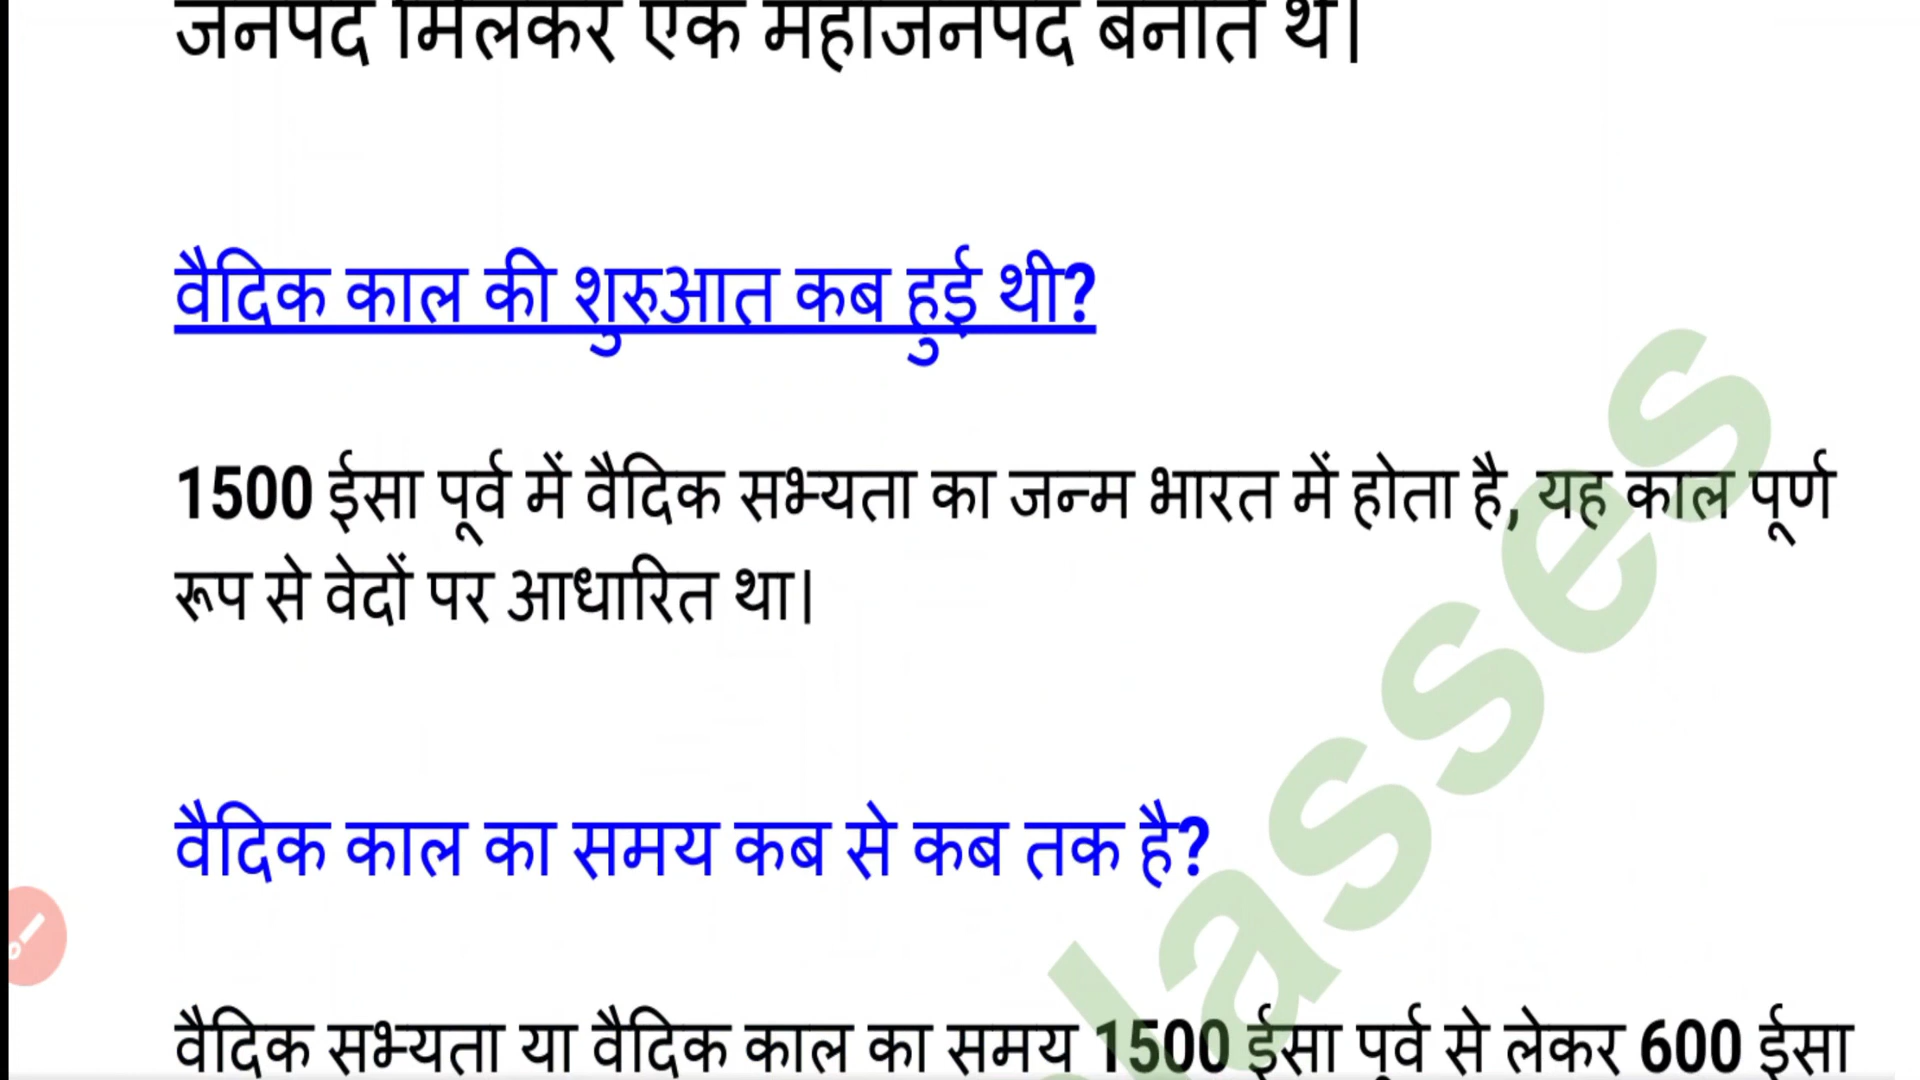 जनपद मिलकर एक महाजनपद बनाते थे।
वैदिक काल की शुरुआत कब हुई थी?
1500 ईसा पूर्व में वैदिक सभ्यता का जन्म भारत में होता है, यह काल पूर्ण
रूप से वेदों पर आधारित था।
वैदिक काल का समय कब से कब तक है?
वैदिक सभ्यता या वैदिक काल का समय 1500 ईसा पूर्व से लेकर 600 ईसा
lasses